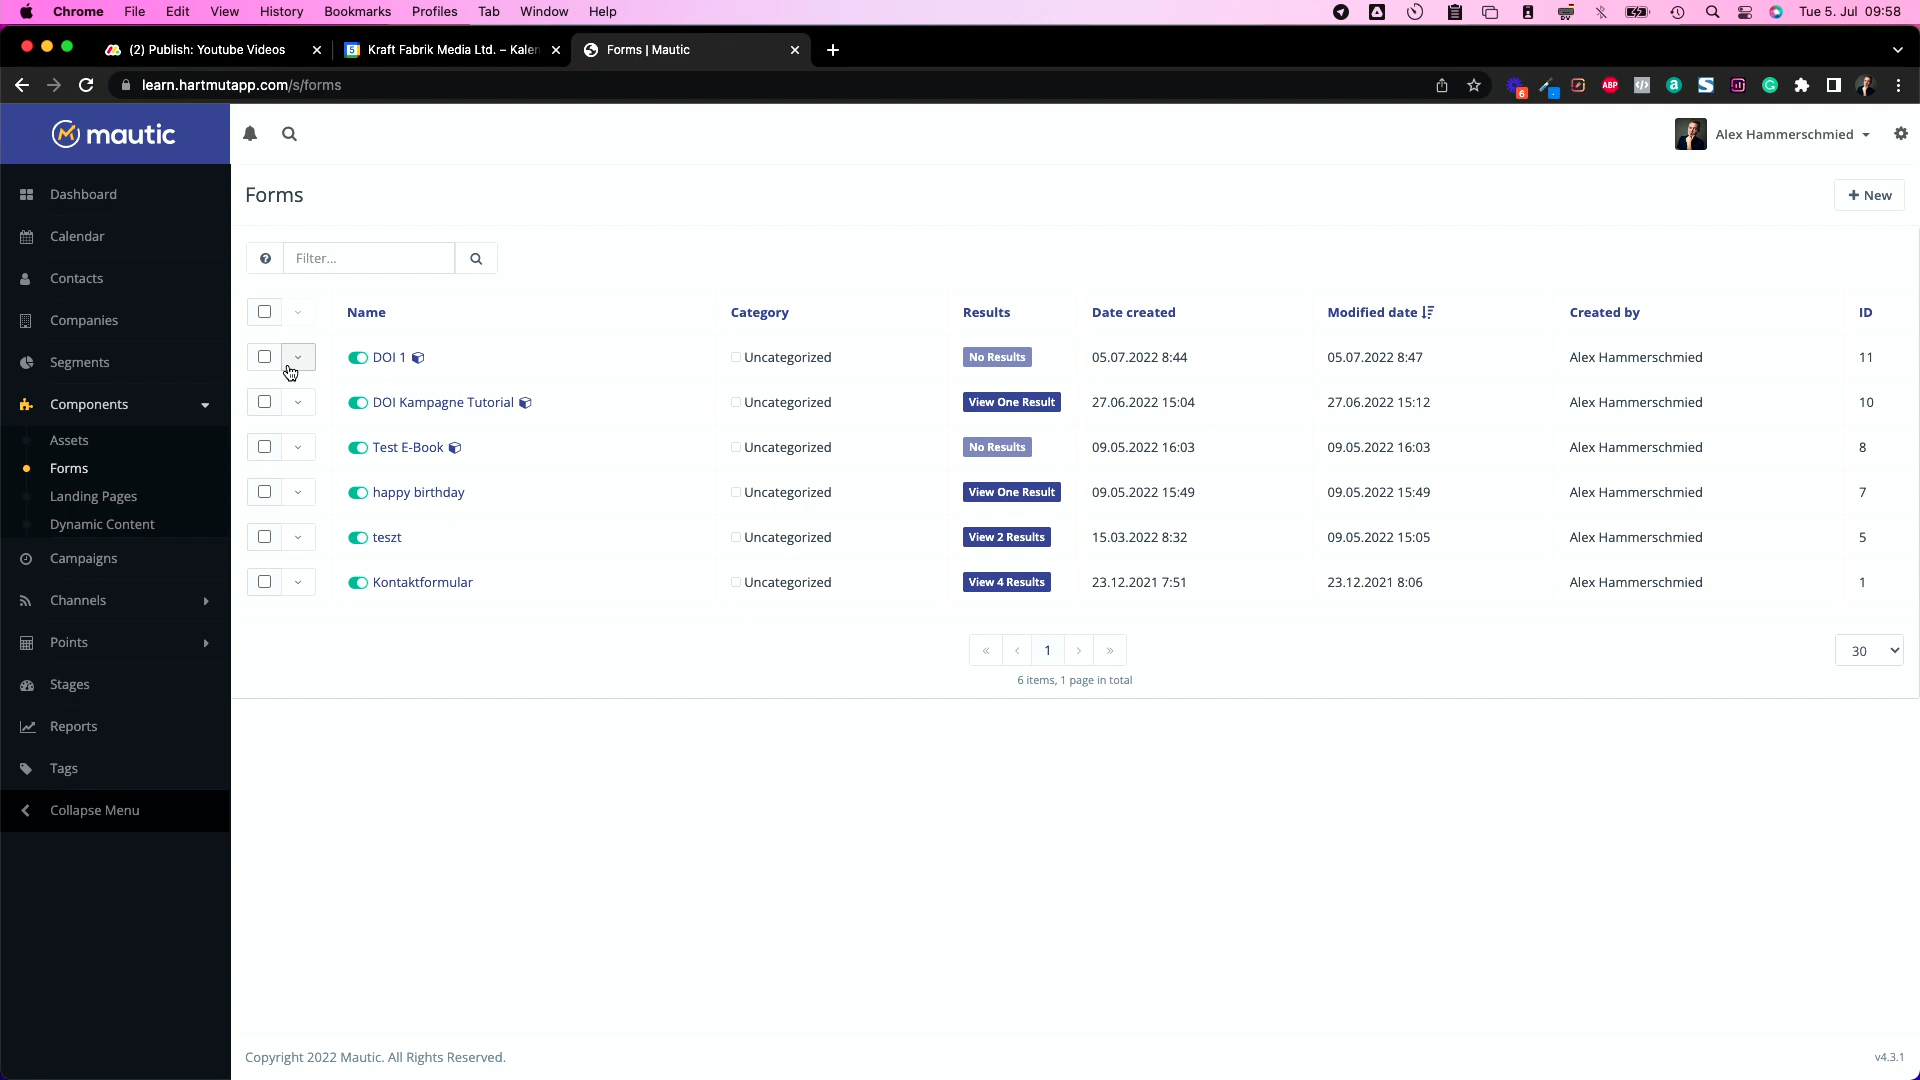 Chrome File Edit View History Bookmarks Profiles Tab Window Help Tue 5. Jul 09:58
(2) Publish: Youtube Videos
Kraft Fabrik Media Ltd. – Kalen
Forms | Mautic
learn.hartmutapp.com/s/forms
6
ABP
mautic
Alex Hammerschmied
Dashboard
Calendar
Contacts
Companies
Segments
Components
Assets
Forms
Landing Pages
Dynamic Content
Campaigns
Channels
Points
Stages
Reports
Tags
Collapse Menu
Forms
+ New
Filter...
Name Category Results Date created Modified date Created by ID
DOI 1 Uncategorized No Results 05.07.2022 8:44 05.07.2022 8:47 Alex Hammerschmied 11
DOI Kampagne Tutorial Uncategorized View One Result 27.06.2022 15:04 27.06.2022 15:12 Alex Hammerschmied 10
Test E-Book Uncategorized No Results 09.05.2022 16:03 09.05.2022 16:03 Alex Hammerschmied 8
happy birthday Uncategorized View One Result 09.05.2022 15:49 09.05.2022 15:49 Alex Hammerschmied 7
teszt Uncategorized View 2 Results 15.03.2022 8:32 09.05.2022 15:05 Alex Hammerschmied 5
Kontaktformular Uncategorized View 4 Results 23.12.2021 7:51 23.12.2021 8:06 Alex Hammerschmied 1
« ‹ 1 › »
30
6 items, 1 page in total
Copyright 2022 Mautic. All Rights Reserved.
v4.3.1